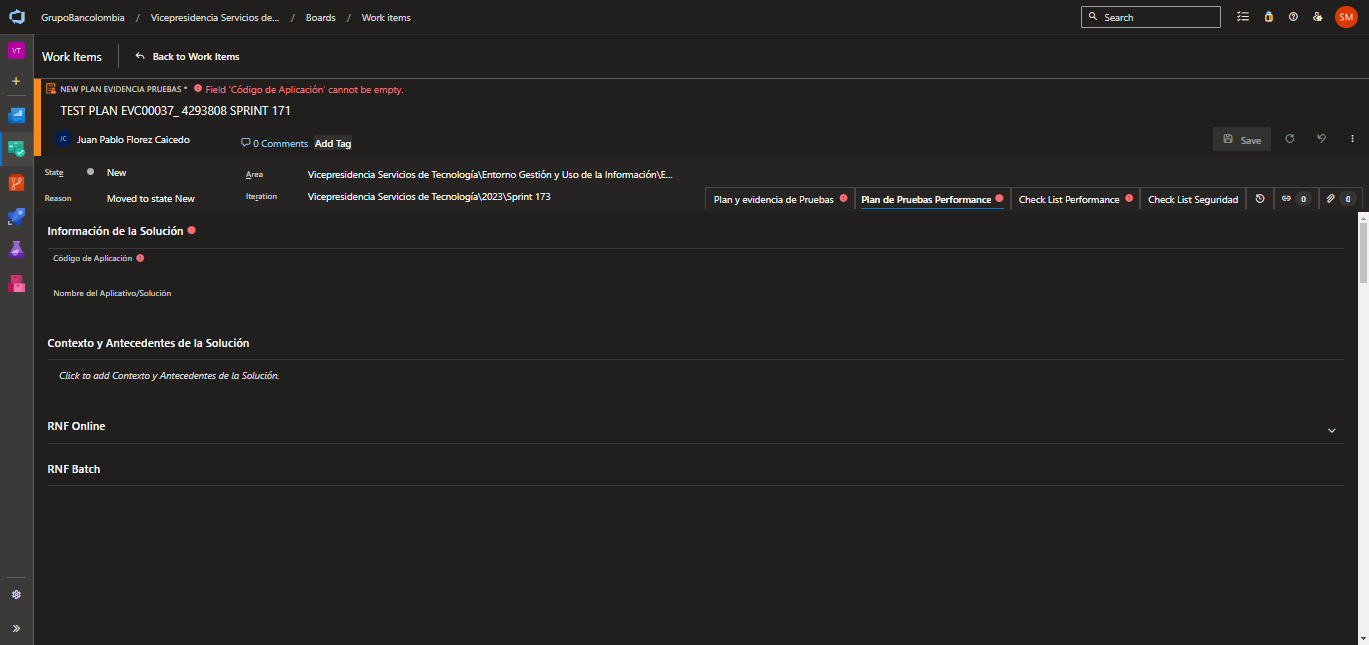 GrupoBancolombia / Vicepresidencia Servicios de... / Boards / Work items
Search
SM
VT
Work Items
Back to Work Items
NEW PLAN EVIDENCIA PRUEBAS * Field 'Código de Aplicación' cannot be empty.
TEST PLAN EVC00037_ 4293808 SPRINT 171
JC Juan Pablo Florez Caicedo
0 Comments
Add Tag
Save
State New
Area Vicepresidencia Servicios de Tecnología\Entorno Gestión y Uso de la Información\E...
Reason Moved to state New
Iteration Vicepresidencia Servicios de Tecnología\2023\Sprint 173
Plan y evidencia de Pruebas
Plan de Pruebas Performance
Check List Performance
Check List Seguridad
0
0
Información de la Solución
Código de Aplicación
Nombre del Aplicativo/Solución
Contexto y Antecedentes de la Solución
Click to add Contexto y Antecedentes de la Solución.
RNF Online
RNF Batch